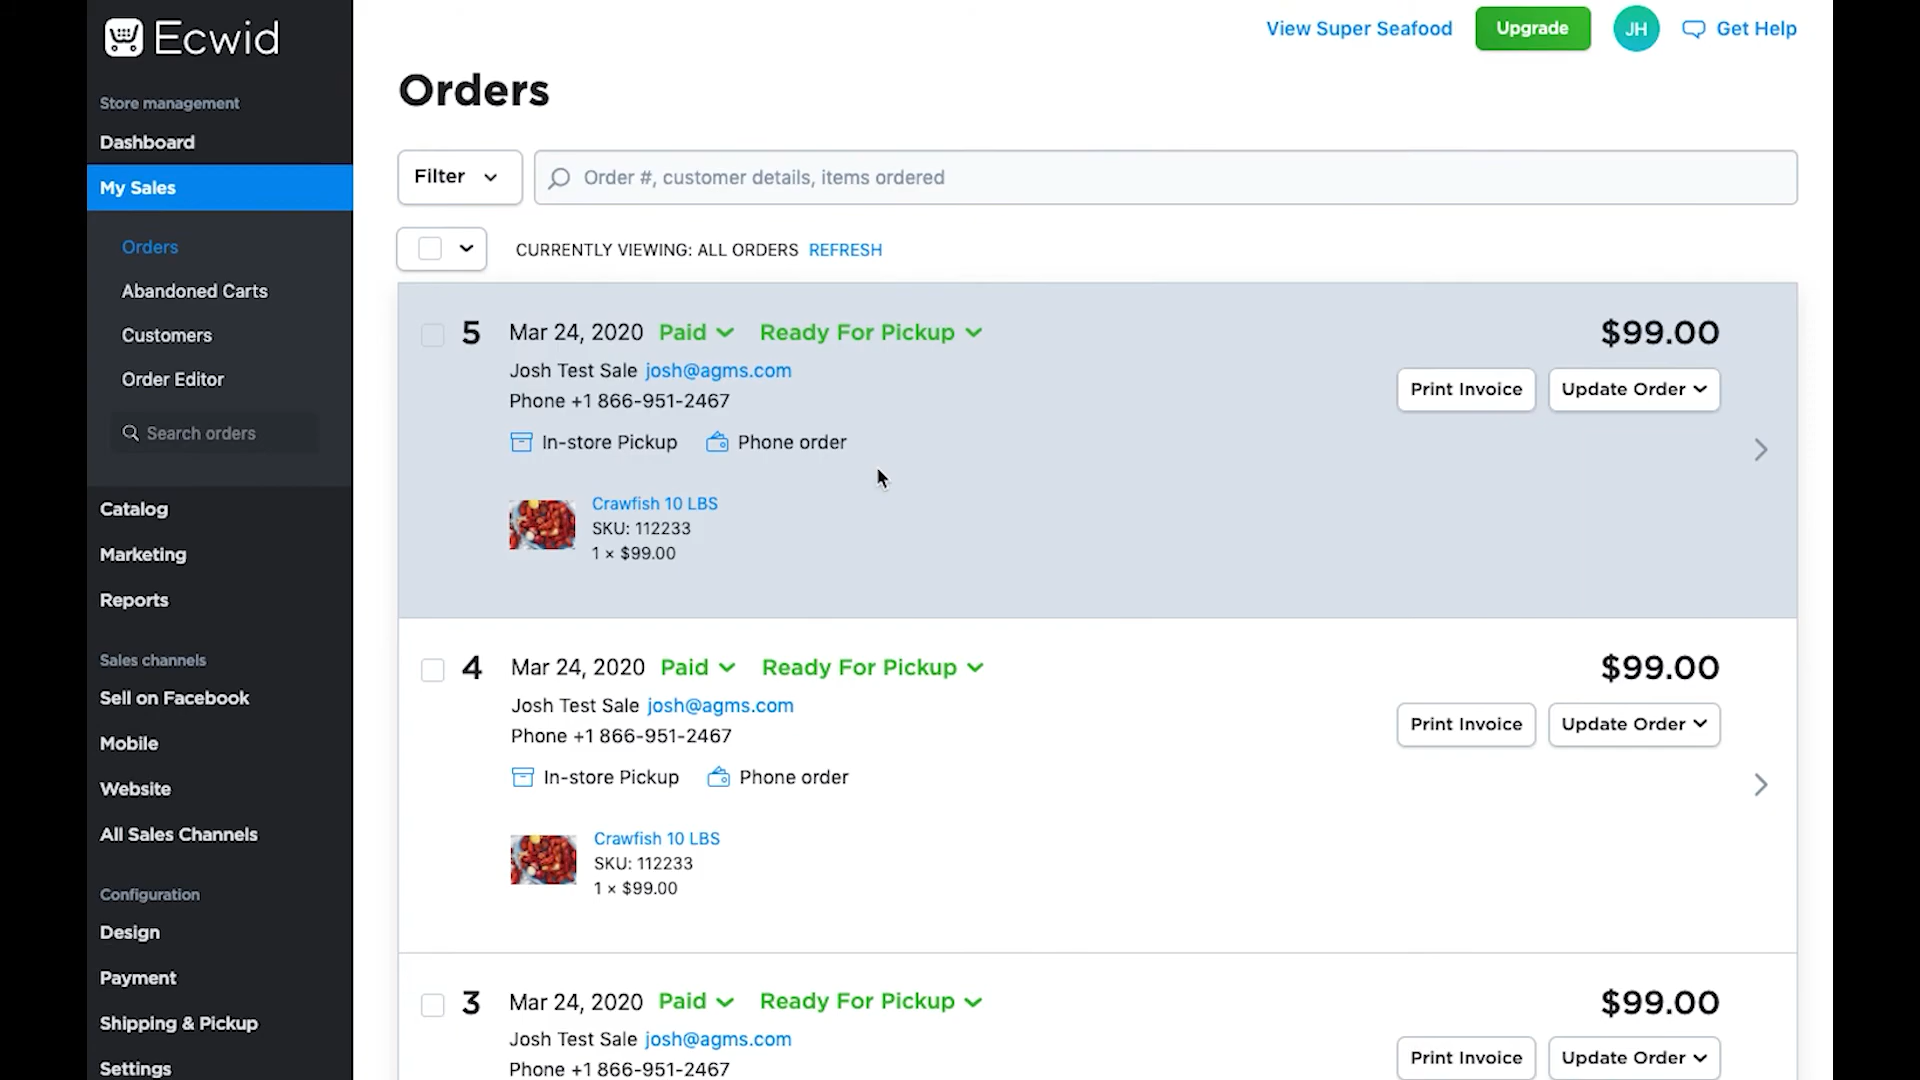 Ecwid
Store management
Dashboard
My Sales
Orders
Abandoned Carts
Customers
Order Editor
Search orders
Catalog
Marketing
Reports
Sales channels
Sell on Facebook
Mobile
Website
All Sales Channels
Configuration
Design
Payment
Shipping & Pickup
Settings
View Super Seafood
Upgrade
JH
Get Help
Orders
Filter
Order #, customer details, items ordered
CURRENTLY VIEWING: ALL ORDERS REFRESH
5 Mar 24, 2020 Paid Ready For Pickup $99.00
Josh Test Sale josh@agms.com
Phone +1 866-951-2467
Print Invoice Update Order
In-store Pickup Phone order
Crawfish 10 LBS
SKU: 112233
1 × $99.00
4 Mar 24, 2020 Paid Ready For Pickup $99.00
Josh Test Sale josh@agms.com
Phone +1 866-951-2467
Print Invoice Update Order
In-store Pickup Phone order
Crawfish 10 LBS
SKU: 112233
1 × $99.00
3 Mar 24, 2020 Paid Ready For Pickup $99.00
Josh Test Sale josh@agms.com
Phone +1 866-951-2467
Print Invoice Update Order